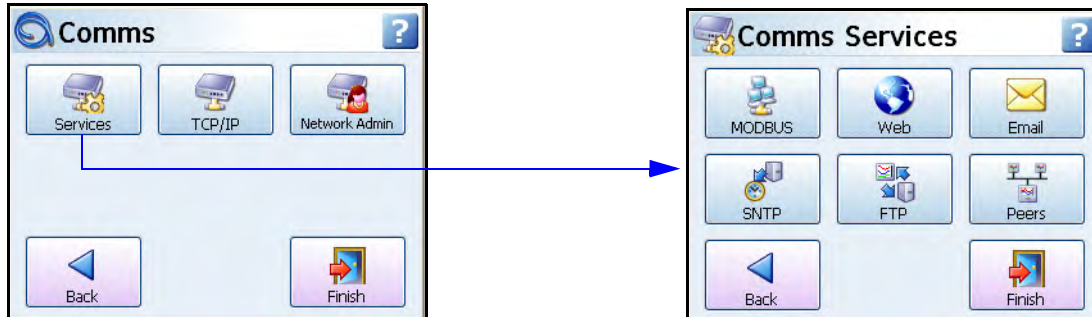 Comms
?
Services
TCP/IP
Network Admin
Back
Finish
Comms Services
?
MODBUS
Web
Email
SNTP
FTP
Peers
Back
Finish